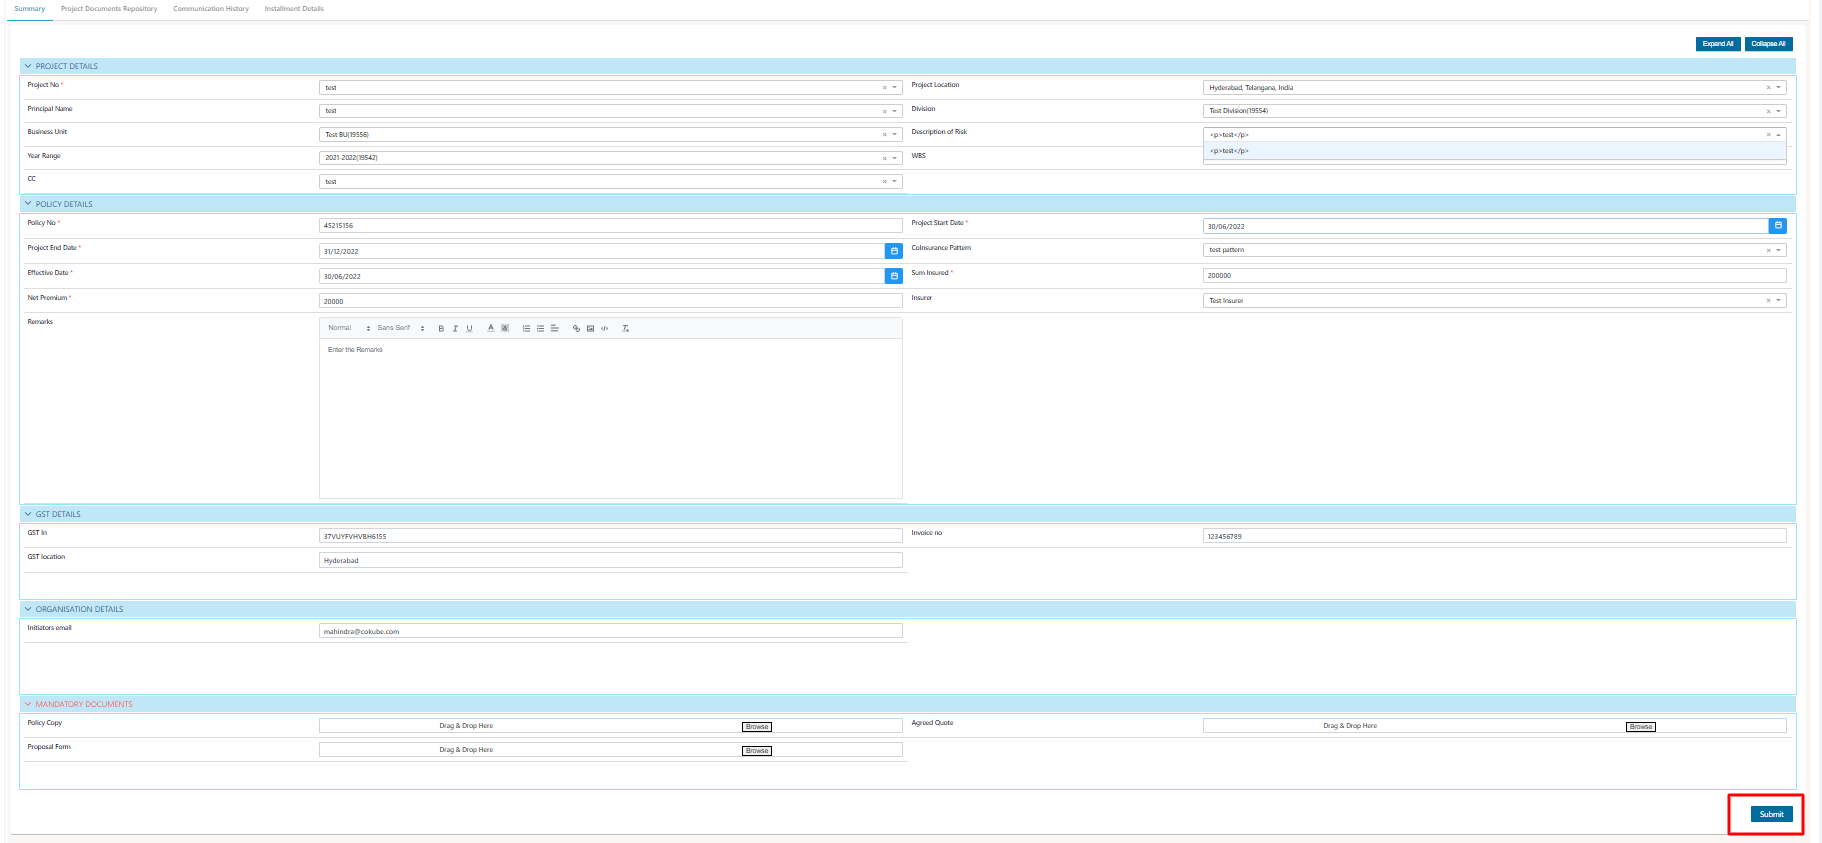 Summary Project Documents Repository Communication History Installment Details
Expand All Collapse All
PROJECT DETAILS
Project No * test Project Location Hyderabad, Telangana, India
Principal Name test Division Test Division(19554)
Business Unit Test BU(19556) Description of Risk <p>test</p>
<p>test</p>
Year Range 2021-2022(19542) WBS
CC test
POLICY DETAILS
Policy No * 45215156 Project Start Date * 30/06/2022
Project End Date * 31/12/2022 CoInsurance Pattern test pattern
Effective Date * 30/06/2022 Sum Insured * 200000
Net Premium * 20000 Insurer Test Insurer
Remarks Normal Sans Serif B I U A A
Enter the Remarks
GST DETAILS
GST In 37VUYFVHVBH6155 Invoice no 123456789
GST location Hyderabad
ORGANISATION DETAILS
Initiators email mahindra@cokube.com
MANDATORY DOCUMENTS
Policy Copy Drag & Drop Here Browse Agreed Quote Drag & Drop Here Browse
Proposal Form Drag & Drop Here Browse
Submit